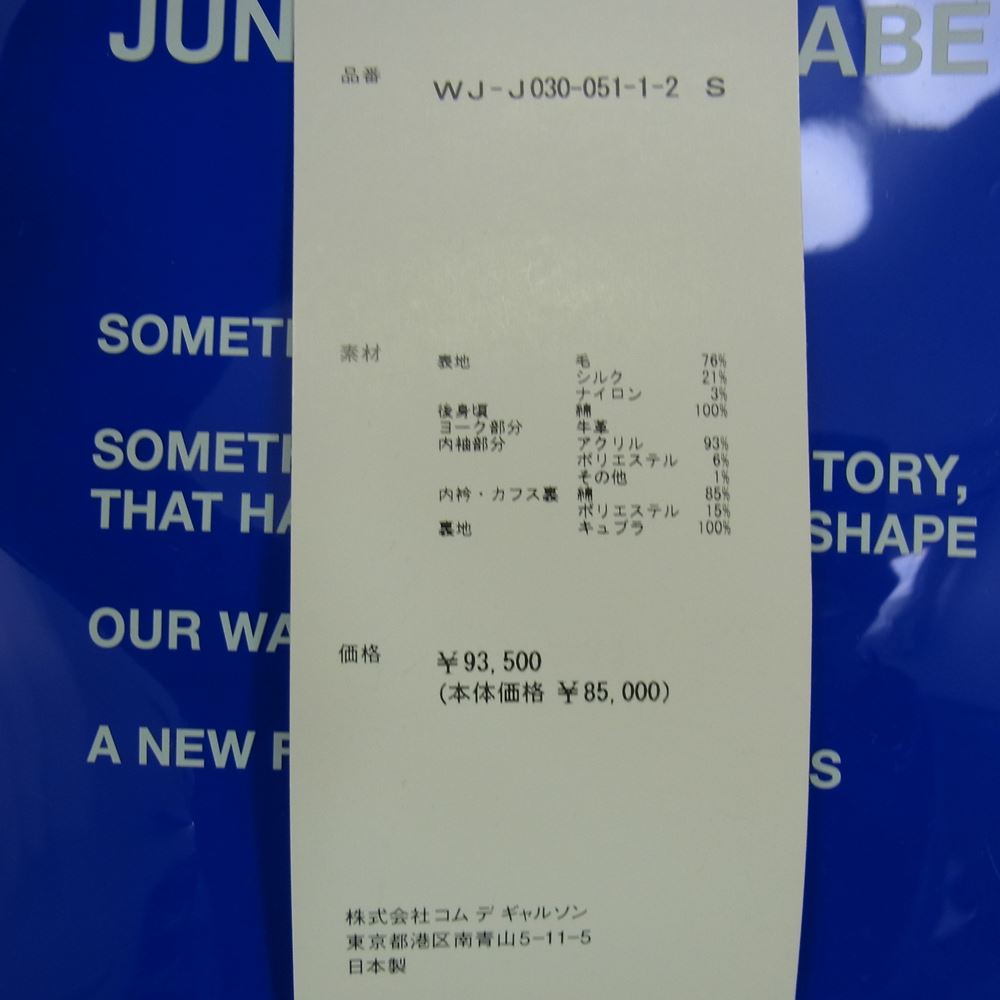 JUN
ABE
品番 WJ-J030-051-1-2 S
SOMET
素材 表地 毛 76%
シルク 21%
ナイロン 3%
後身頃 綿 100%
ヨーク部分 牛革
内袖部分 アクリル 93%
ポリエステル 6%
その他 1%
内衿・カフス裏 綿 85%
ポリエステル 15%
裏地 キュプラ 100%
SOMET
TORY,
THAT HA
SHAPE
OUR WA
価格 ¥93,500
(本体価格 ¥85,000)
A NEW
S
株式会社コム デ ギャルソン
東京都港区南青山5-11-5
日本製